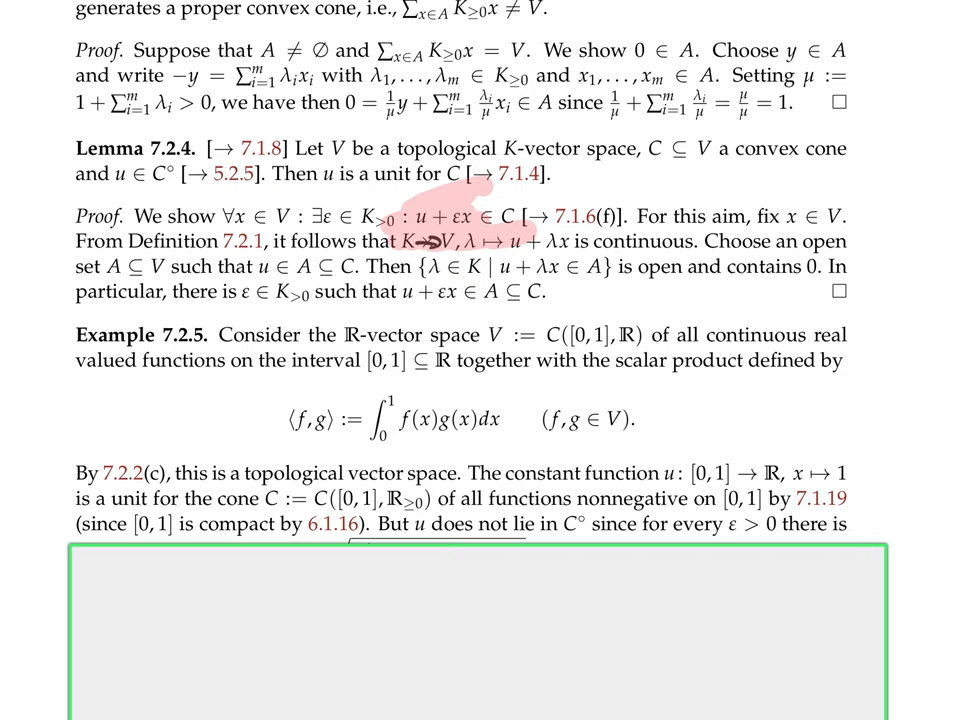 generates a proper convex cone, i.e., ∑_{x∈A} K_{≥0}x ≠ V.
Proof. Suppose that A ≠ ∅ and ∑_{x∈A} K_{≥0}x = V. We show 0 ∈ A. Choose y ∈ A
and write −y = ∑_{i=1}^m λ_i x_i with λ_1, . . . , λ_m ∈ K_{≥0} and x_1, . . . , x_m ∈ A. Setting μ :=
1 + ∑_{i=1}^m λ_i > 0, we have then 0 = \frac{1}{μ}y + ∑_{i=1}^m \frac{λ_i}{μ} x_i ∈ A since \frac{1}{μ} + ∑_{i=1}^m \frac{λ_i}{μ} = \frac{μ}{μ} = 1. □
Lemma 7.2.4. [→ 7.1.8] Let V be a topological K-vector space, C ⊆ V a convex cone
and u ∈ C° [→ 5.2.5]. Then u is a unit for C [→ 7.1.4].
Proof. We show ∀x ∈ V : ∃ε ∈ K_{>0} : u + εx ∈ C [→ 7.1.6(f)]. For this aim, fix x ∈ V.
From Definition 7.2.1, it follows that K → V, λ ↦ u + λx is continuous. Choose an open
set A ⊆ V such that u ∈ A ⊆ C. Then {λ ∈ K | u + λx ∈ A} is open and contains 0. In
particular, there is ε ∈ K_{>0} such that u + εx ∈ A ⊆ C. □
Example 7.2.5. Consider the ℝ-vector space V := C([0, 1], ℝ) of all continuous real
valued functions on the interval [0, 1] ⊆ ℝ together with the scalar product defined by
⟨f, g⟩ := ∫_0^1 f(x)g(x)dx (f, g ∈ V).
By 7.2.2(c), this is a topological vector space. The constant function u : [0, 1] → ℝ, x ↦ 1
is a unit for the cone C := C([0, 1], ℝ_{≥0}) of all functions nonnegative on [0, 1] by 7.1.19
(since [0, 1] is compact by 6.1.16). But u does not lie in C° since for every ε > 0 there is